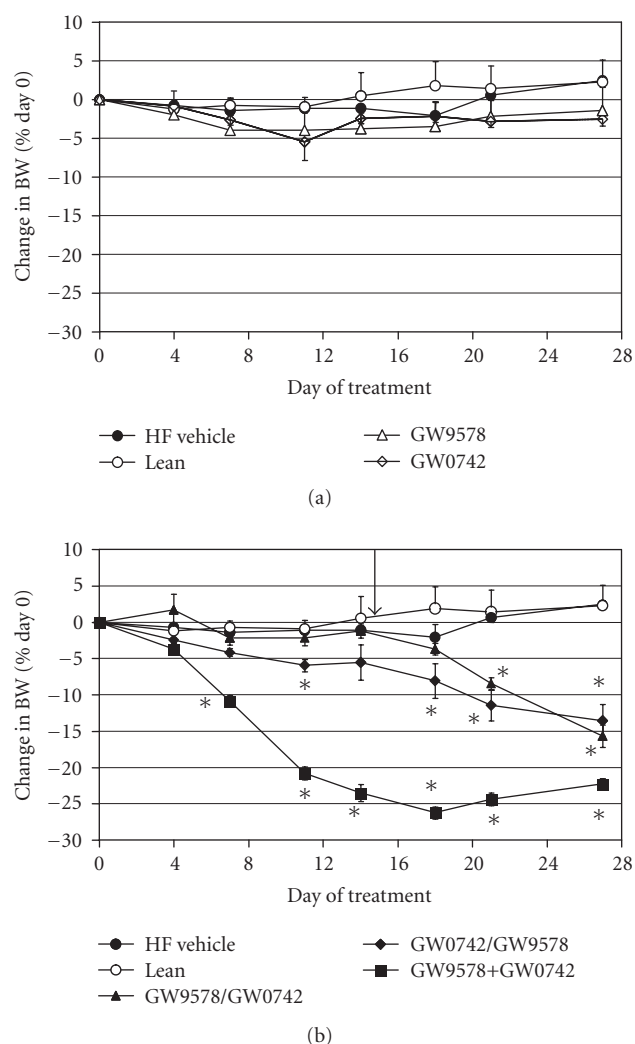 10
5
0
−5
−10
−15
−20
−25
−30
Change in BW (% day 0)
0 4 8 12 16 20 24 28
Day of treatment
HF vehicle GW9578
Lean GW0742
(a)
10
5
0
−5
−10
−15
−20
−25
−30
Change in BW (% day 0)
* * * * * * * * * * * * * *
0 4 8 12 16 20 24 28
Day of treatment
HF vehicle GW0742/GW9578
Lean GW9578+GW0742
GW9578/GW0742
(b)